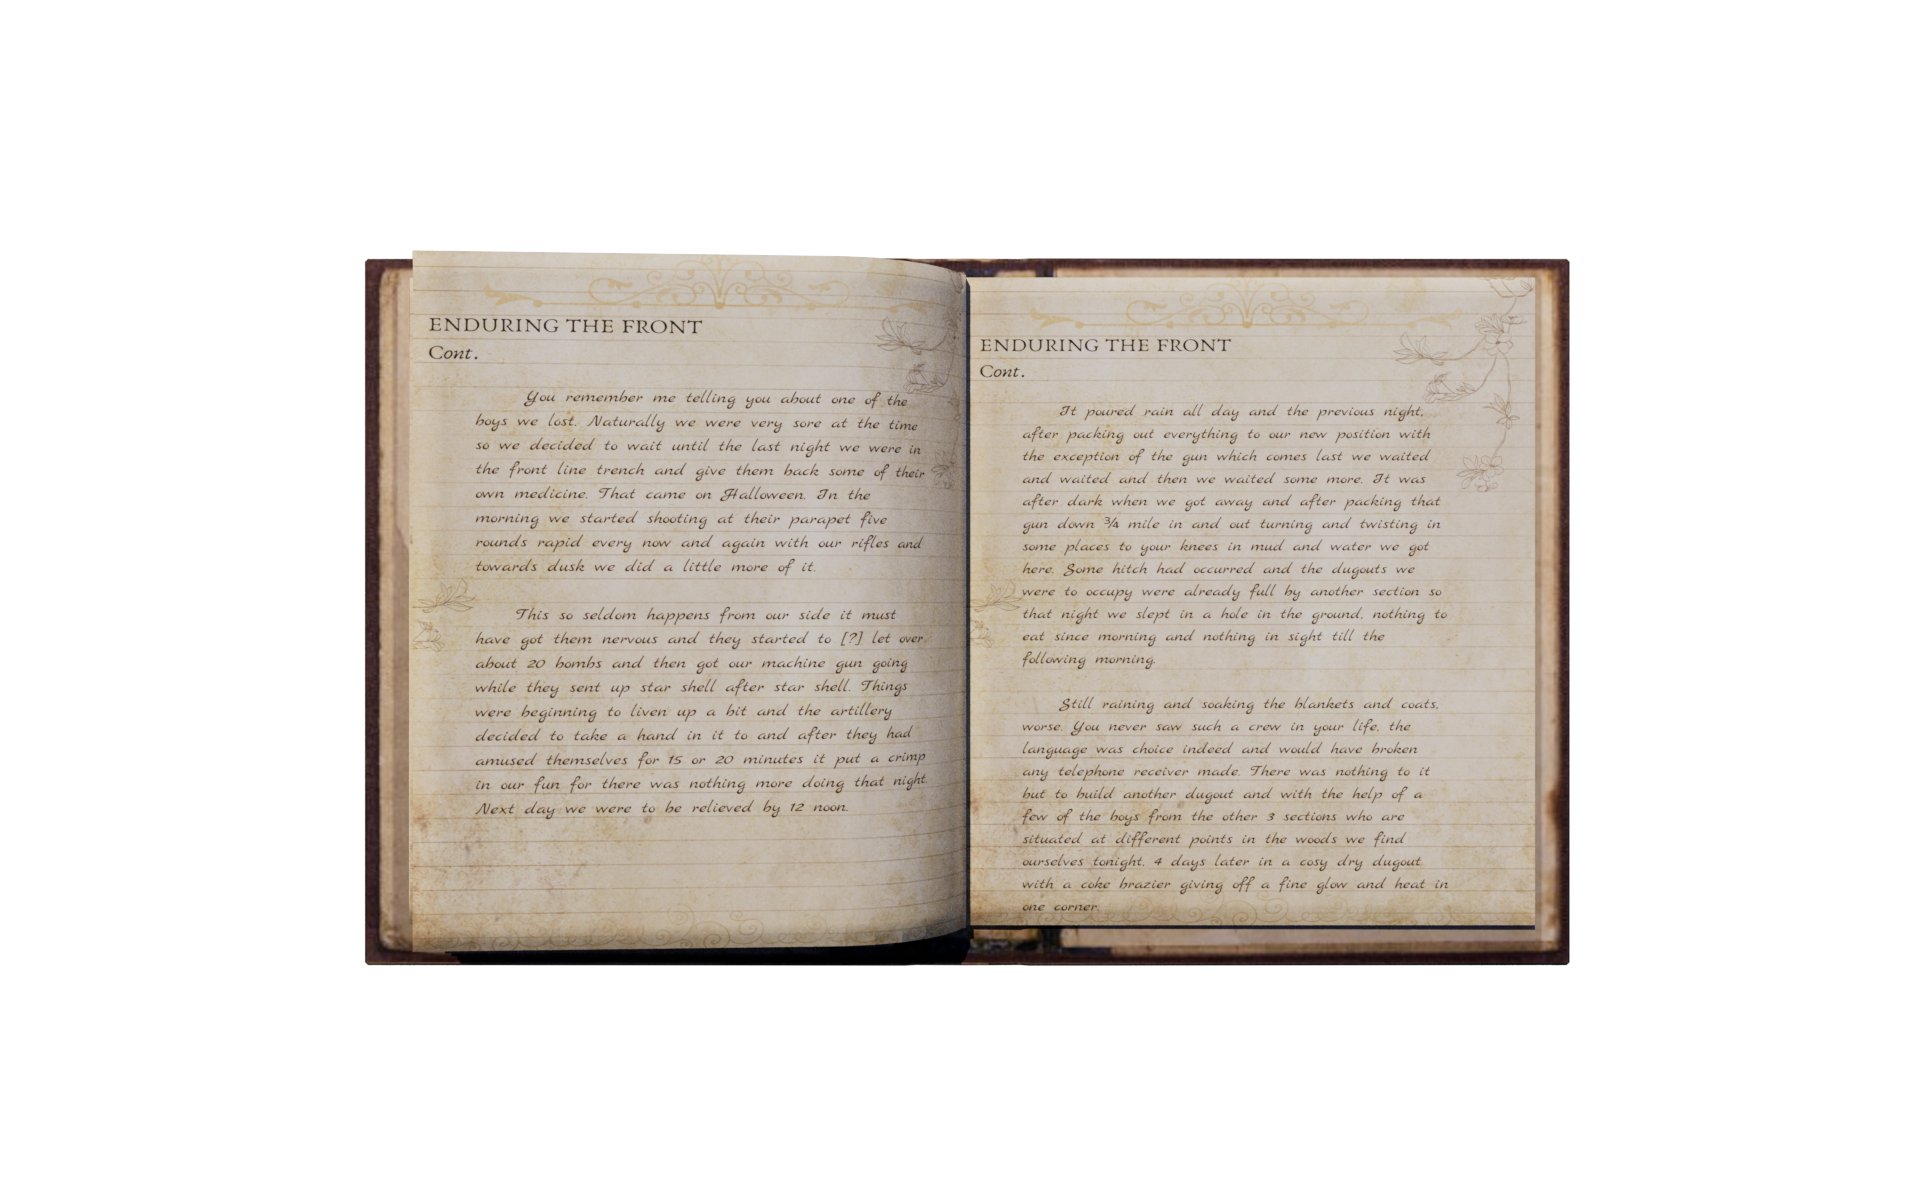 ENDURING THE FRONT
Cont.
You remember me telling you about one of the
boys we lost. Naturally we were very sore at the time
so we decided to wait until the last night we were in
the front line trench and give them back some of their
own medicine. That came on Halloween. In the
morning we started shooting at their parapet five
rounds rapid every now and again with our rifles and
towards dusk we did a little more of it.
This so seldom happens from our side it must
have got them nervous and they started to [?] let over
about 20 bombs and then got our machine gun going
while they sent up star shell after star shell. Things
were beginning to liven up a bit and the artillery
decided to take a hand in it to and after they had
amused themselves for 15 or 20 minutes it put a crimp
in our fun for there was nothing more doing that night.
Next day we were to be relieved by 12 noon.
ENDURING THE FRONT
Cont.
It poured rain all day and the previous night,
after packing out everything to our new position with
the exception of the gun which comes last we waited
and waited and then we waited some more. It was
after dark when we got away and after packing that
gun down ¾ mile in and out turning and twisting in
some places to your knees in mud and water we got
here. Some hitch had occurred and the dugouts we
were to occupy were already full by another section so
that night we slept in a hole in the ground, nothing to
eat since morning and nothing in sight till the
following morning.
Still raining and soaking the blankets and coats,
worse. You never saw such a crew in your life, the
language was choice indeed and would have broken
any telephone receiver made. There was nothing to it
but to build another dugout and with the help of a
few of the boys from the other 3 sections who are
situated at different points in the woods we find
ourselves tonight, 4 days later in a cosy dry dugout
with a coke brazier giving off a fine glow and heat in
one corner.